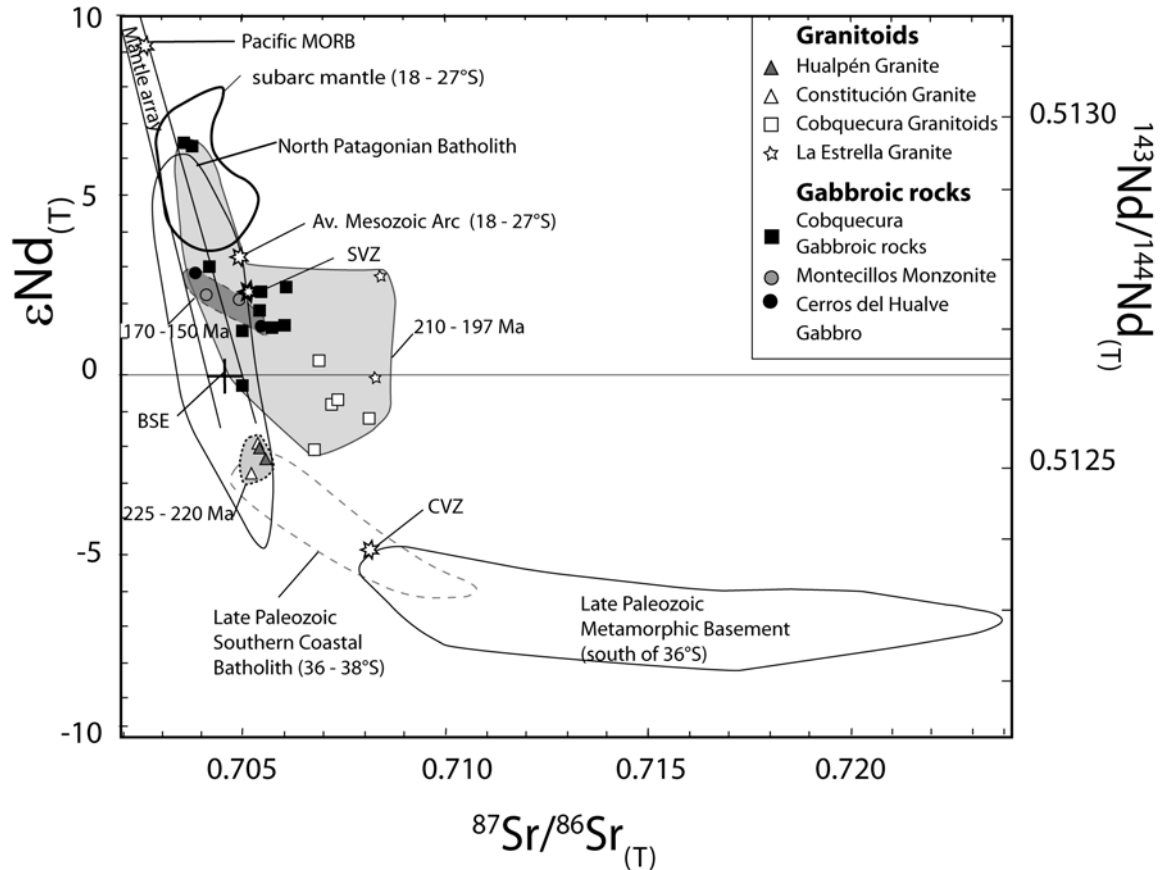 10
5
0
-5
-10
εNd(T)
Mantle array
Pacific MORB
subarc mantle (18 - 27°S)
North Patagonian Batholith
Av. Mesozoic Arc (18 - 27°S)
SVZ
170 -150 Ma
210 - 197 Ma
BSE
225 - 220 Ma
CVZ
Late Paleozoic
Southern Coastal
Batholith (36 - 38°S)
Late Paleozoic
Metamorphic Basement
(south of 36°S)
Granitoids
Hualpén Granite
Constitución Granite
Cobquecura Granitoids
La Estrella Granite
Gabbroic rocks
Cobquecura
Gabbroic rocks
Montecillos Monzonite
Cerros del Hualve
Gabbro
0.5130
0.5125
143Nd/144Nd(T)
0.705
0.710
0.715
0.720
87Sr/86Sr(T)